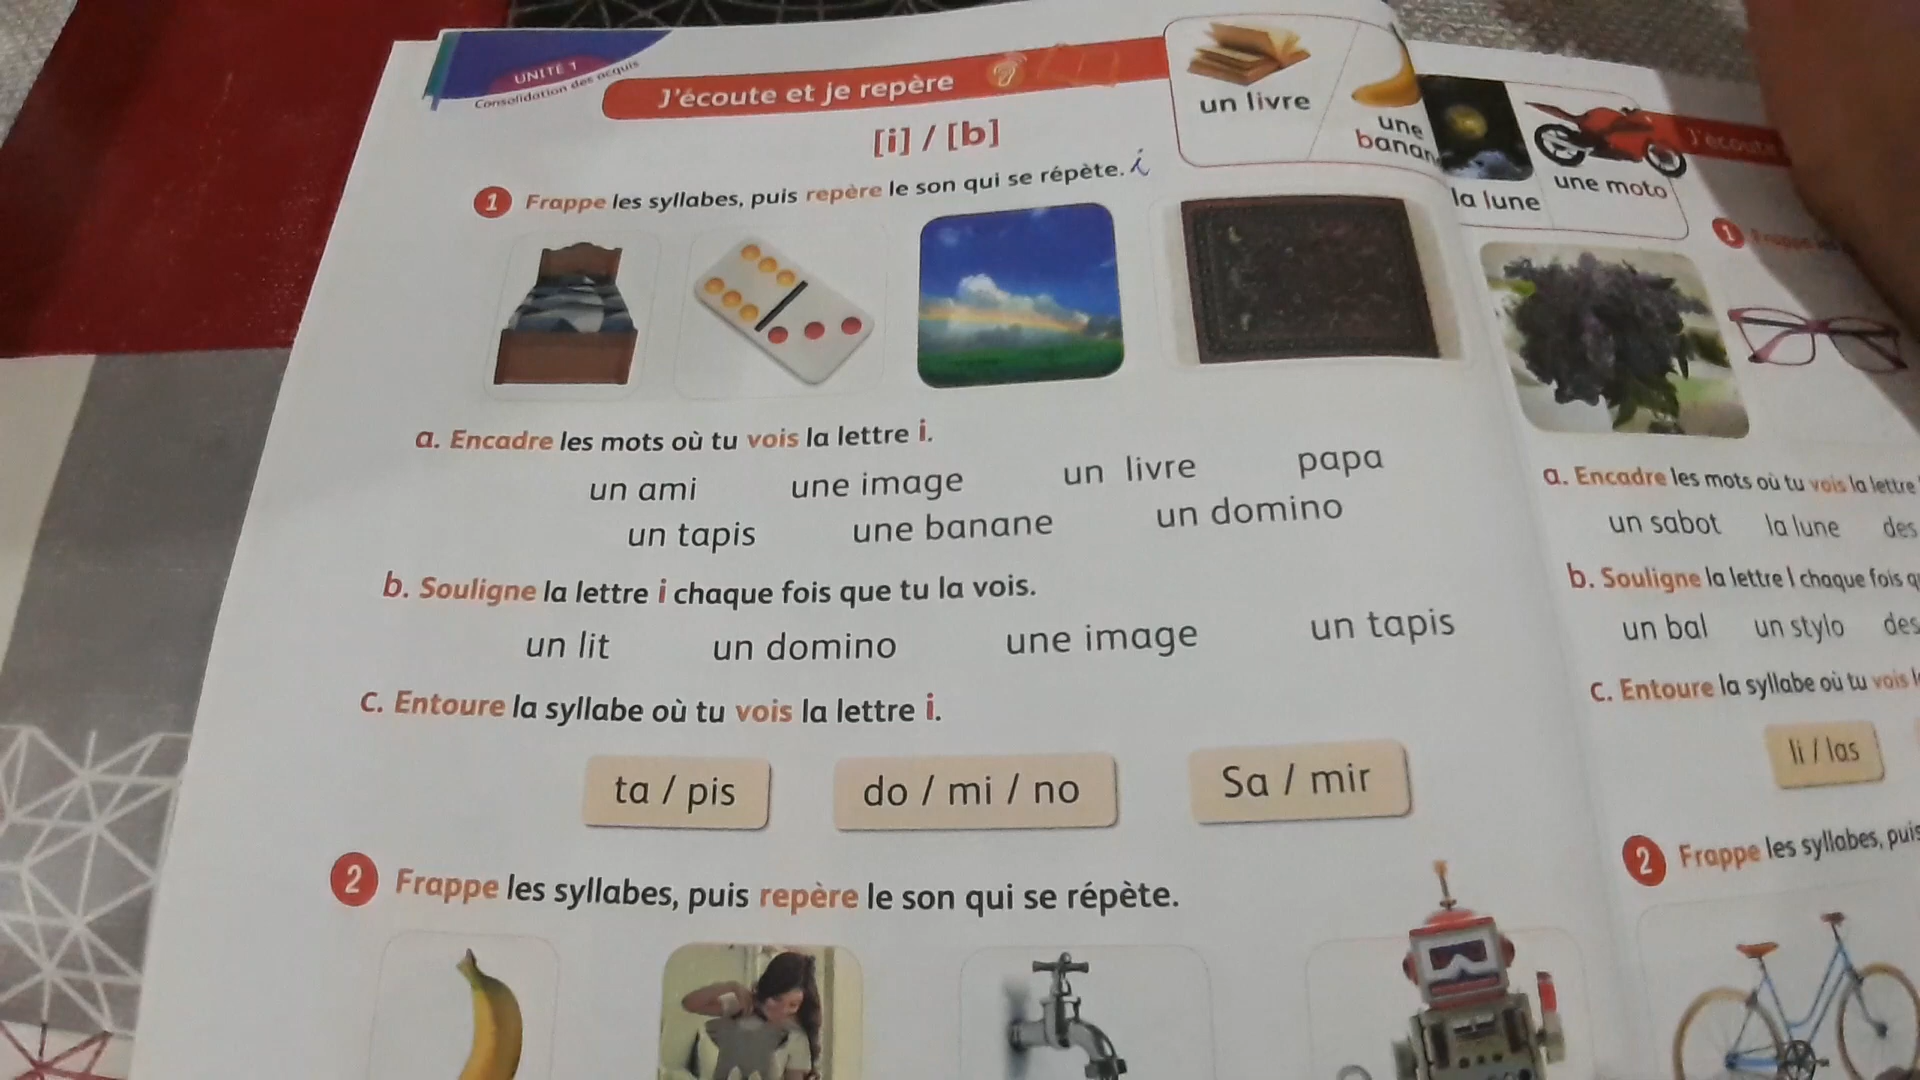 UNITÉ 1
Consolidation des acquis
J'écoute et je repère
[i] / [b]
un livre
une
banan
1 Frappe les syllabes, puis repère le son qui se répète. i
a. Encadre les mots où tu vois la lettre i.
un ami une image un livre papa
un tapis une banane un domino
b. Souligne la lettre i chaque fois que tu la vois.
un lit un domino une image un tapis
c. Entoure la syllabe où tu vois la lettre i.
ta / pis do / mi / no Sa / mir
2 Frappe les syllabes, puis repère le son qui se répète.
J'écoute
la lune
une moto
1 Frappe
a. Encadre les mots où tu vois la lettre
un sabot la lune des
b. Souligne la lettre l chaque fois
un bal un stylo des
c. Entoure la syllabe où tu vois
li / las
2 Frappe les syllabes, puis